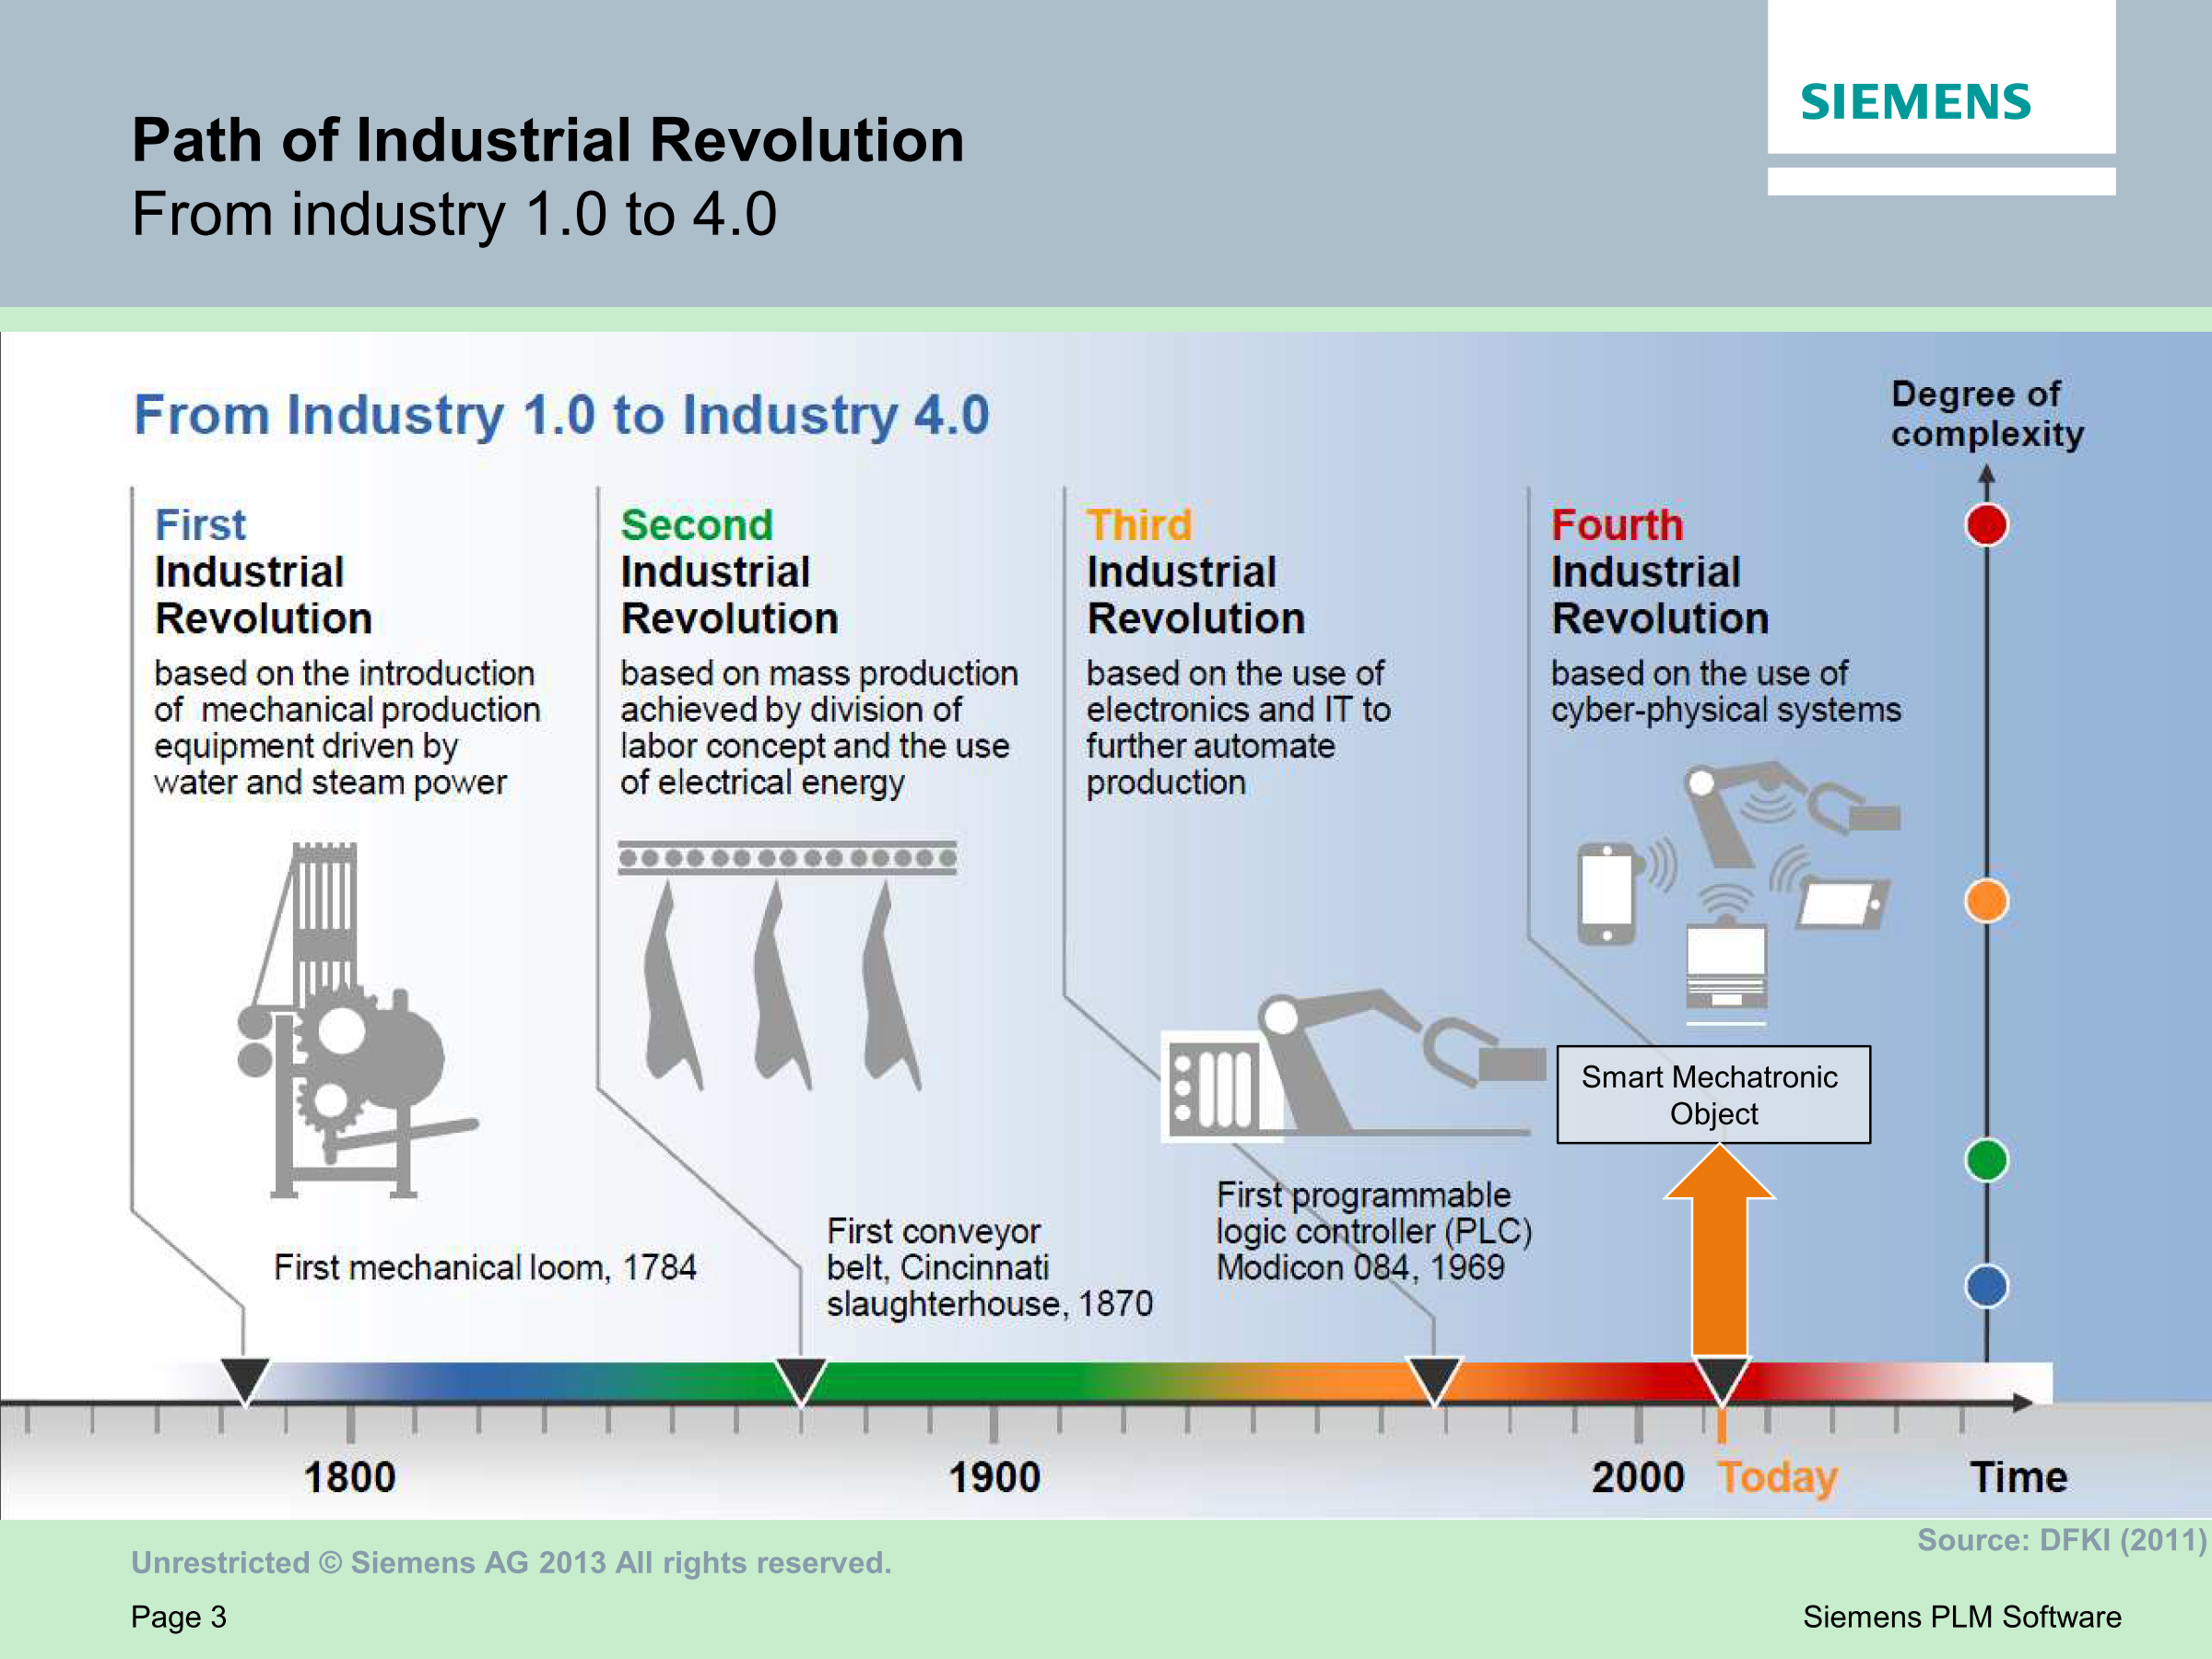 SIEMENS
Path of Industrial Revolution
From industry 1.0 to 4.0
From Industry 1.0 to Industry 4.0
Degree of
complexity
First
Industrial
Revolution
based on the introduction
of mechanical production
equipment driven by
water and steam power
Second
Industrial
Revolution
based on mass production
achieved by division of
labor concept and the use
of electrical energy
Third
Industrial
Revolution
based on the use of
electronics and IT to
further automate
production
Fourth
Industrial
Revolution
based on the use of
cyber-physical systems
Smart Mechatronic
Object
First mechanical loom, 1784
First conveyor
belt, Cincinnati
slaughterhouse, 1870
First programmable
logic controller (PLC)
Modicon 084, 1969
1800
1900
2000
Today
Time
Source: DFKI (2011)
Unrestricted © Siemens AG 2013 All rights reserved.
Page 3
Siemens PLM Software